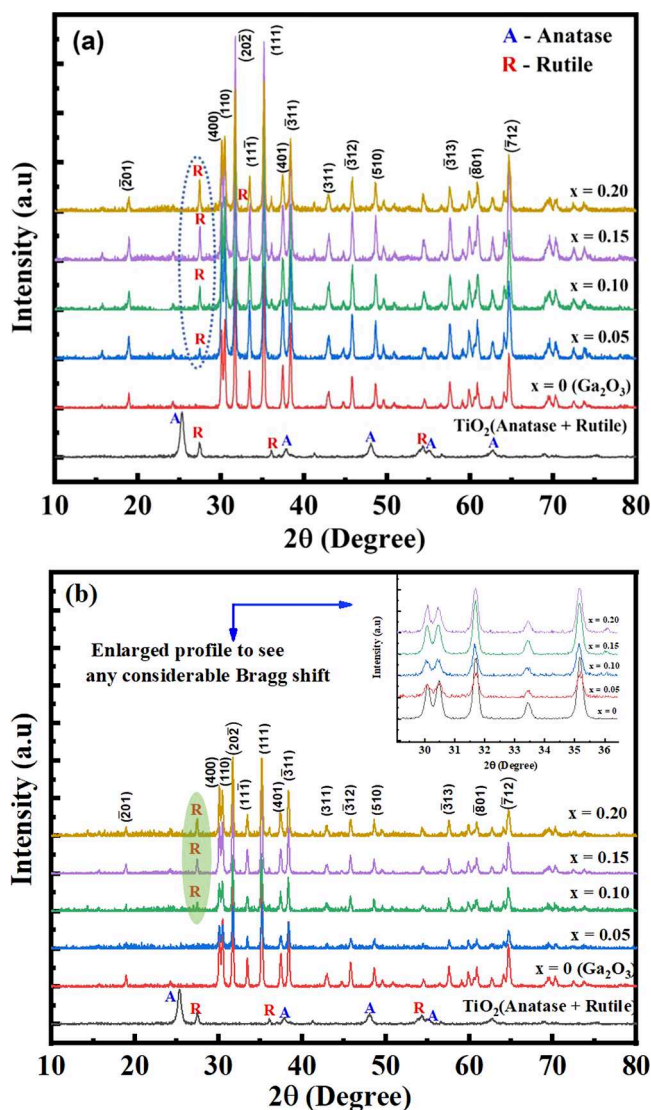 (a)
A - Anatase
R - Rutile
(2̄01)
(400)
(110)
(202̄)
(111̄)
(111)
(401)
(3̄11)
(311)
(3̄12)
(510)
(3̄13)
(8̄01)
(7̄12)
R
R
R
R
R
x = 0.20
x = 0.15
x = 0.10
x = 0.05
x = 0 (Ga₂O₃)
TiO₂(Anatase + Rutile)
A
R
R
A
A
R
A
A
Intensity (a.u)
10 20 30 40 50 60 70 80
2θ (Degree)
(b)
Enlarged profile to see
any considerable Bragg shift
Intensity (a.u)
x = 0.20
x = 0.15
x = 0.10
x = 0.05
x = 0
30 31 32 33 34 35 36
2θ (Degree)
(2̄01)
(400)
(110)
(202̄)
(111̄)
(111)
(401)
(3̄11)
(311)
(3̄12)
(510)
(3̄13)
(8̄01)
(7̄12)
R
R
R
x = 0.20
x = 0.15
x = 0.10
x = 0.05
x = 0 (Ga₂O₃)
TiO₂(Anatase + Rutile)
A
R
R
A
A
R
A
Intensity (a.u)
10 20 30 40 50 60 70 80
2θ (Degree)